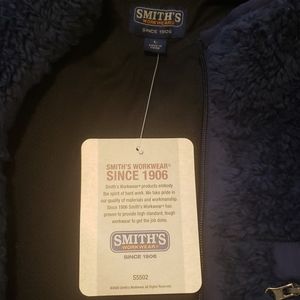 SMITH'S
WORKWEAR
SINCE 1906
L
SMITH'S WORKWEAR®
SINCE 1906
Smith's Workwear® products embody
the spirit of hard work. We take pride in
our quality of materials and workmanship.
Since 1906 Smith's Workwear® has
proven to provide high standard, tough
workwear to get the job done.
SMITH'S
WORKWEAR
SINCE 1906
S5502